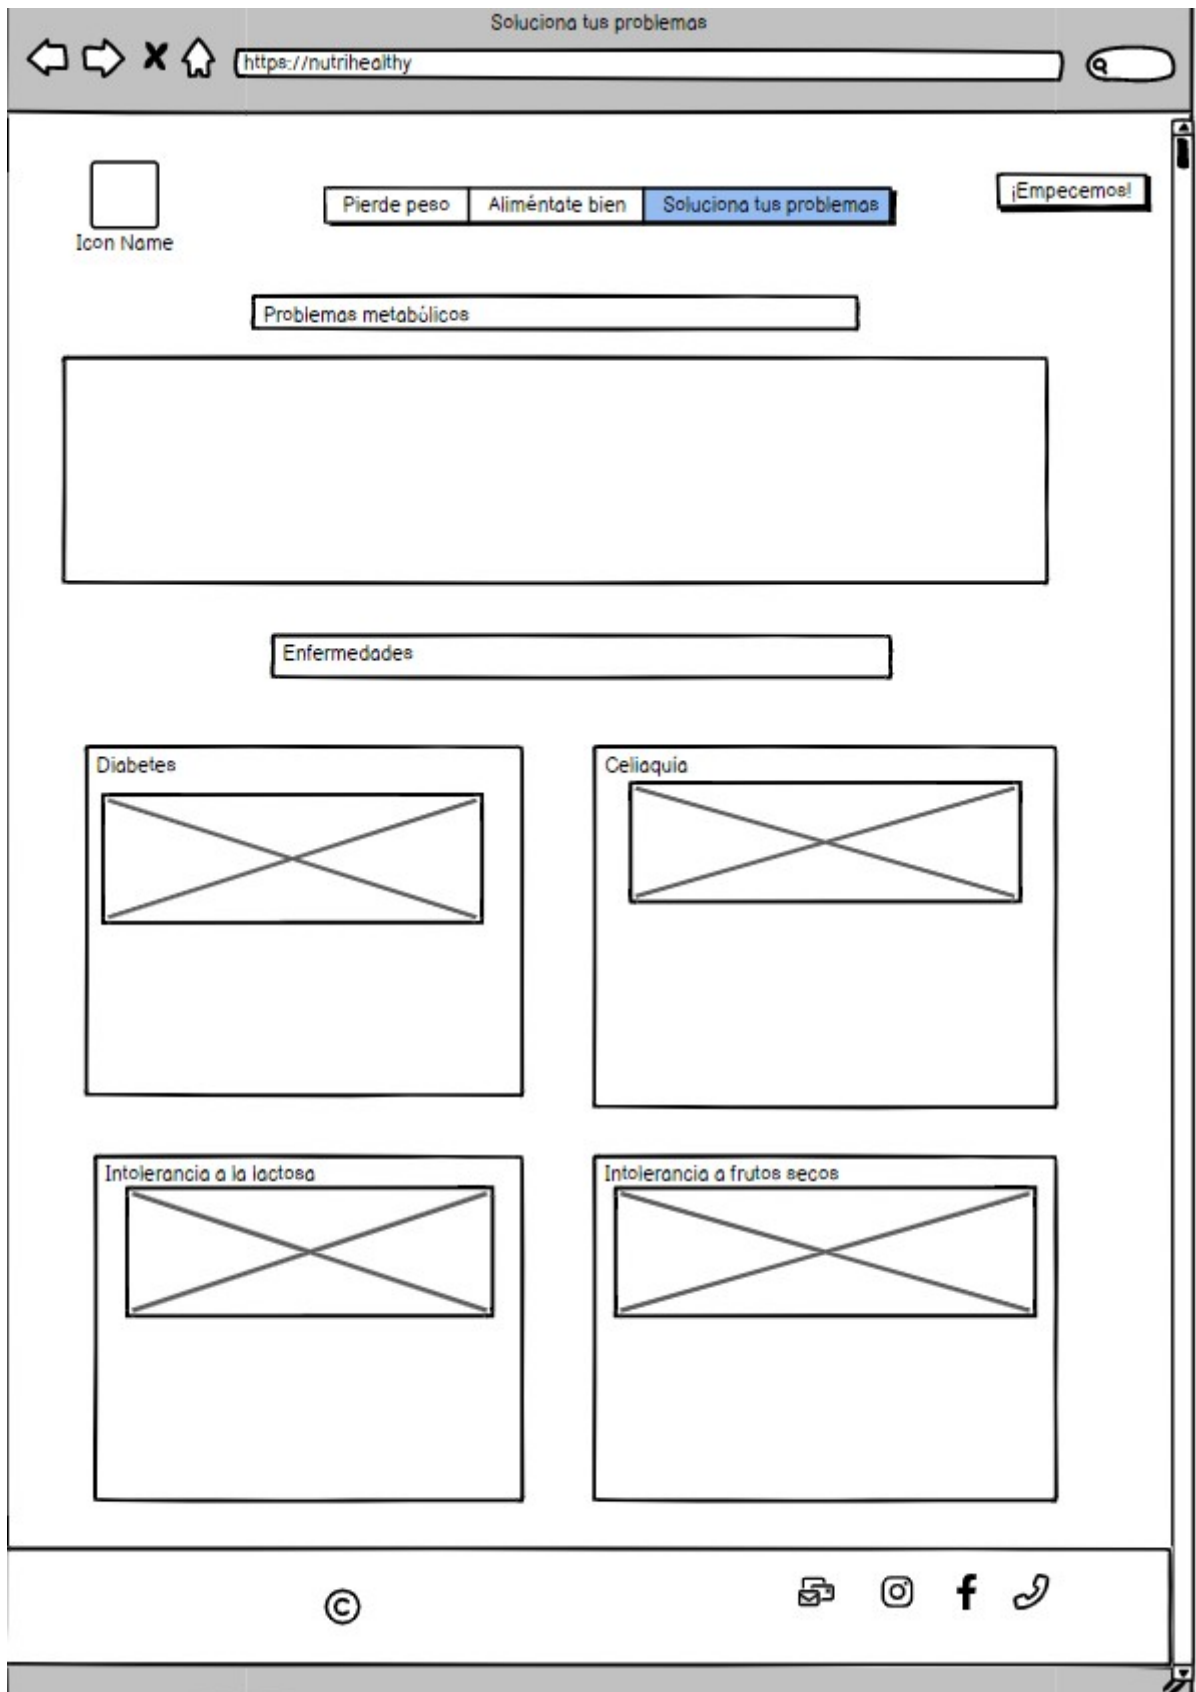 Soluciona tus problemas
https://nutrihealthy
Pierde peso
Aliméntate bien
Soluciona tus problemas
¡Empecemos!
Icon Name
Problemas metabólicos
Enfermedades
Diabetes
Celiaquía
Intolerancia a la lactosa
Intolerancia a frutos secos
©